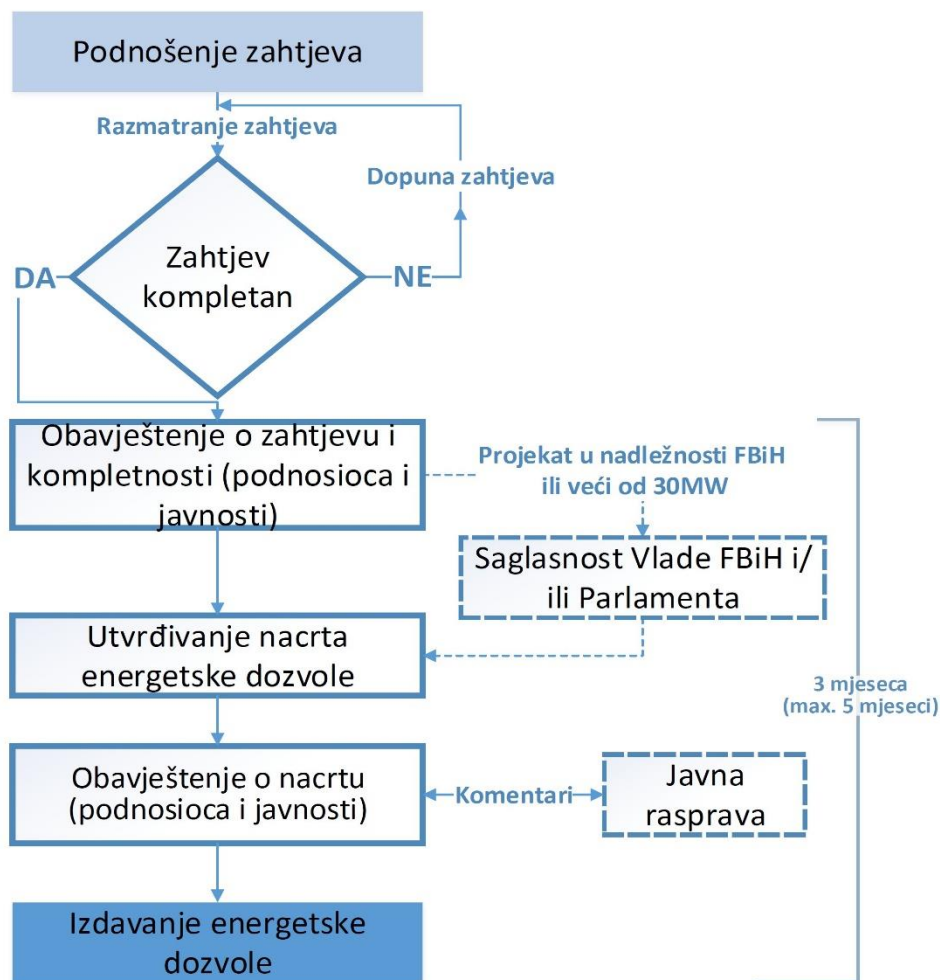 Podnošenje zahtjeva
Razmatranje zahtjeva
Dopuna zahtjeva
Zahtjev
kompletan
DA
NE
Obavještenje o zahtjevu i
kompletnosti (podnosioca i
javnosti)
Projekat u nadležnosti FBiH
ili veći od 30MW
Saglasnost Vlade FBiH i/
ili Parlamenta
Utvrđivanje nacrta
energetske dozvole
3 mjeseca
(max. 5 mjeseci)
Obavještenje o nacrtu
(podnosioca i javnosti)
Komentari
Javna
rasprava
Izdavanje energetske
dozvole